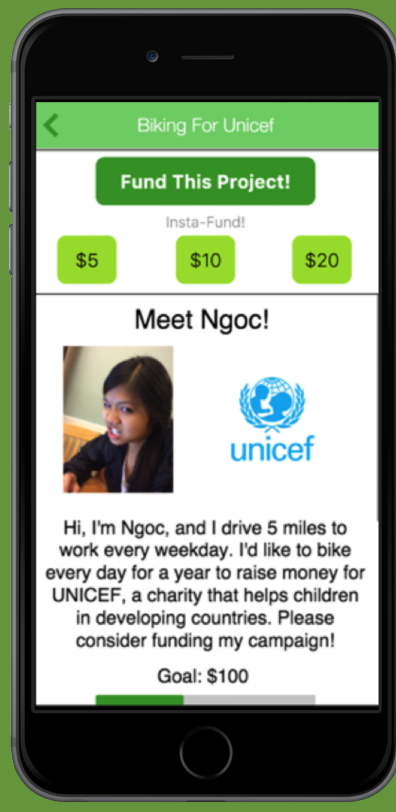 Biking For Unicef
Fund This Project!
Insta-Fund!
$5 $10 $20
Meet Ngoc!
unicef
Hi, I'm Ngoc, and I drive 5 miles to
work every weekday. I'd like to bike
every day for a year to raise money for
UNICEF, a charity that helps children
in developing countries. Please
consider funding my campaign!
Goal: $100